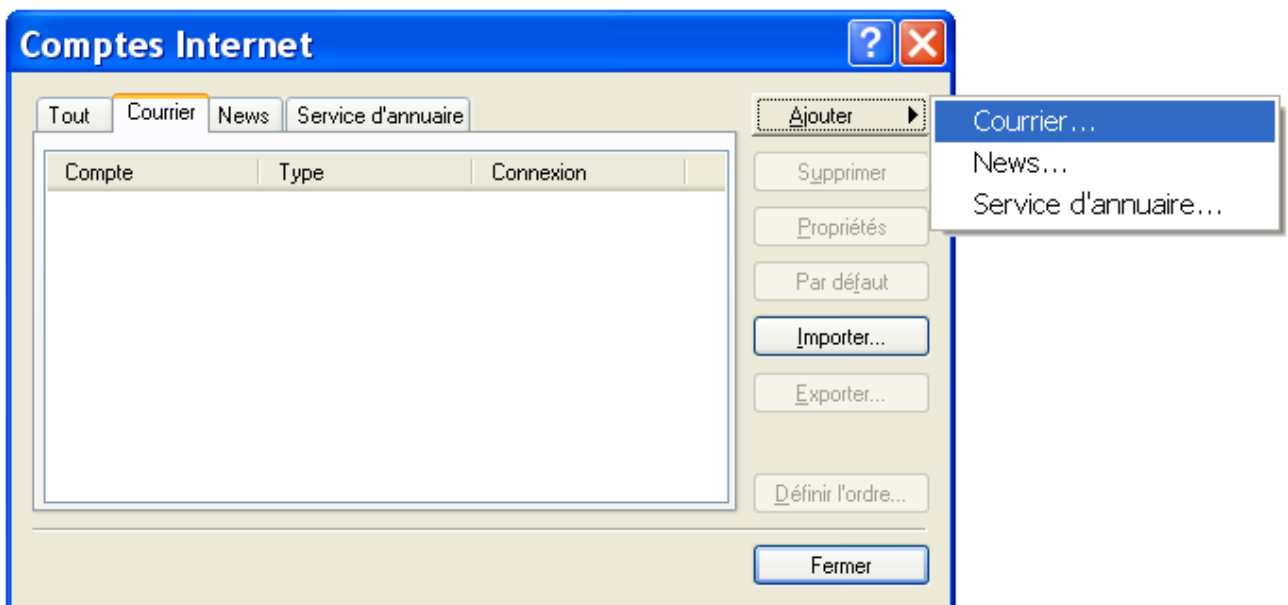 Comptes Internet
?
Tout Courrier News Service d'annuaire
Compte Type Connexion
Ajouter
Supprimer
Propriétés
Par défaut
Importer...
Exporter...
Définir l'ordre...
Fermer
Courrier...
News...
Service d'annuaire...